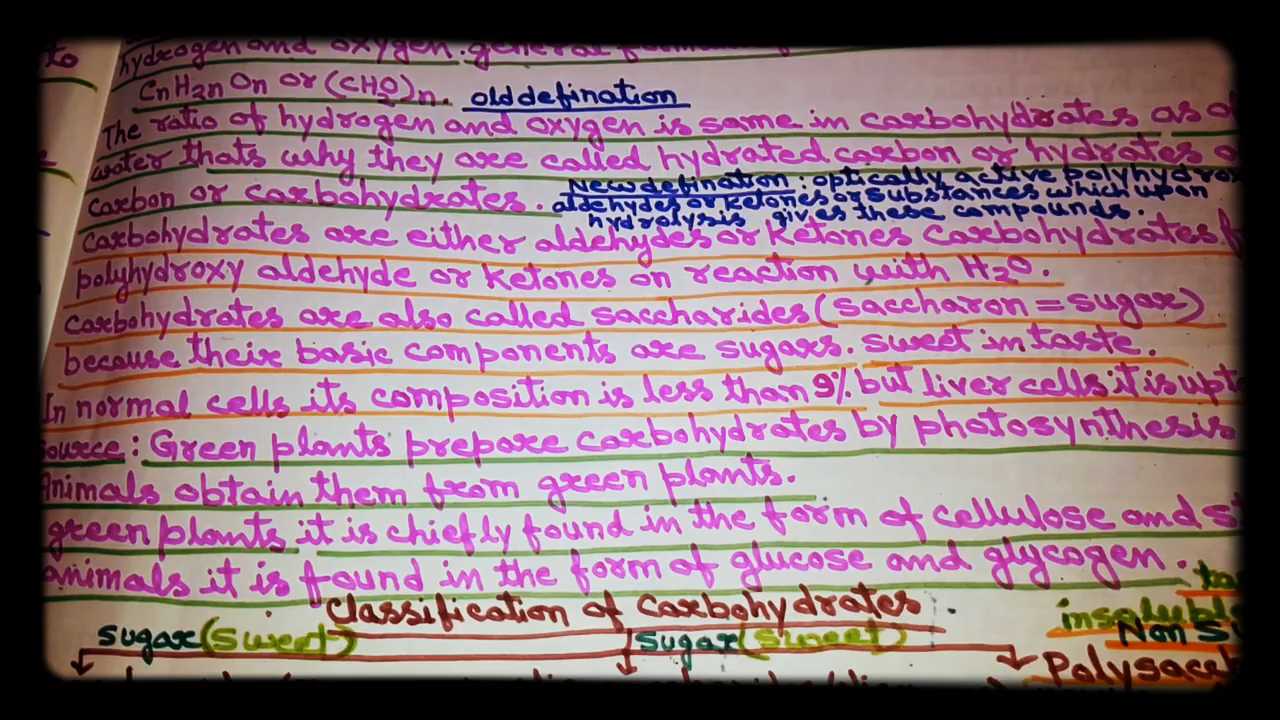 to
hydrogen and oxygen. general
CnH2nOn or (CH2O)n. old defination
The ratio of hydrogen and oxygen is same in carbohydrates as
water thats why they are called hydrated carbon or hydrates
carbon or carbohydrates.
New defination : optically active polyhydrox
aldehydes or ketones or substances which upon
hydrolysis gives these compounds.
Carbohydrates are either aldehydes or ketones Carbohydrates
polyhydroxy aldehyde or ketones on reaction with H2O.
Carbohydrates are also called saccharides (saccharon = sugar)
because their basic components are sugars. sweet in taste.
In normal cells its composition is less than 9% but liver cells it is upto
source : Green plants prepare carbohydrates by photosynthesis
Animals obtain them from green plants.
green plants it is chiefly found in the form of cellulose and st
animals it is found in the form of glucose and glycogen.
Classification of Carbohydrates
insoluble
sugar (sweet) sugar (sweet) Non Su
Polysacch